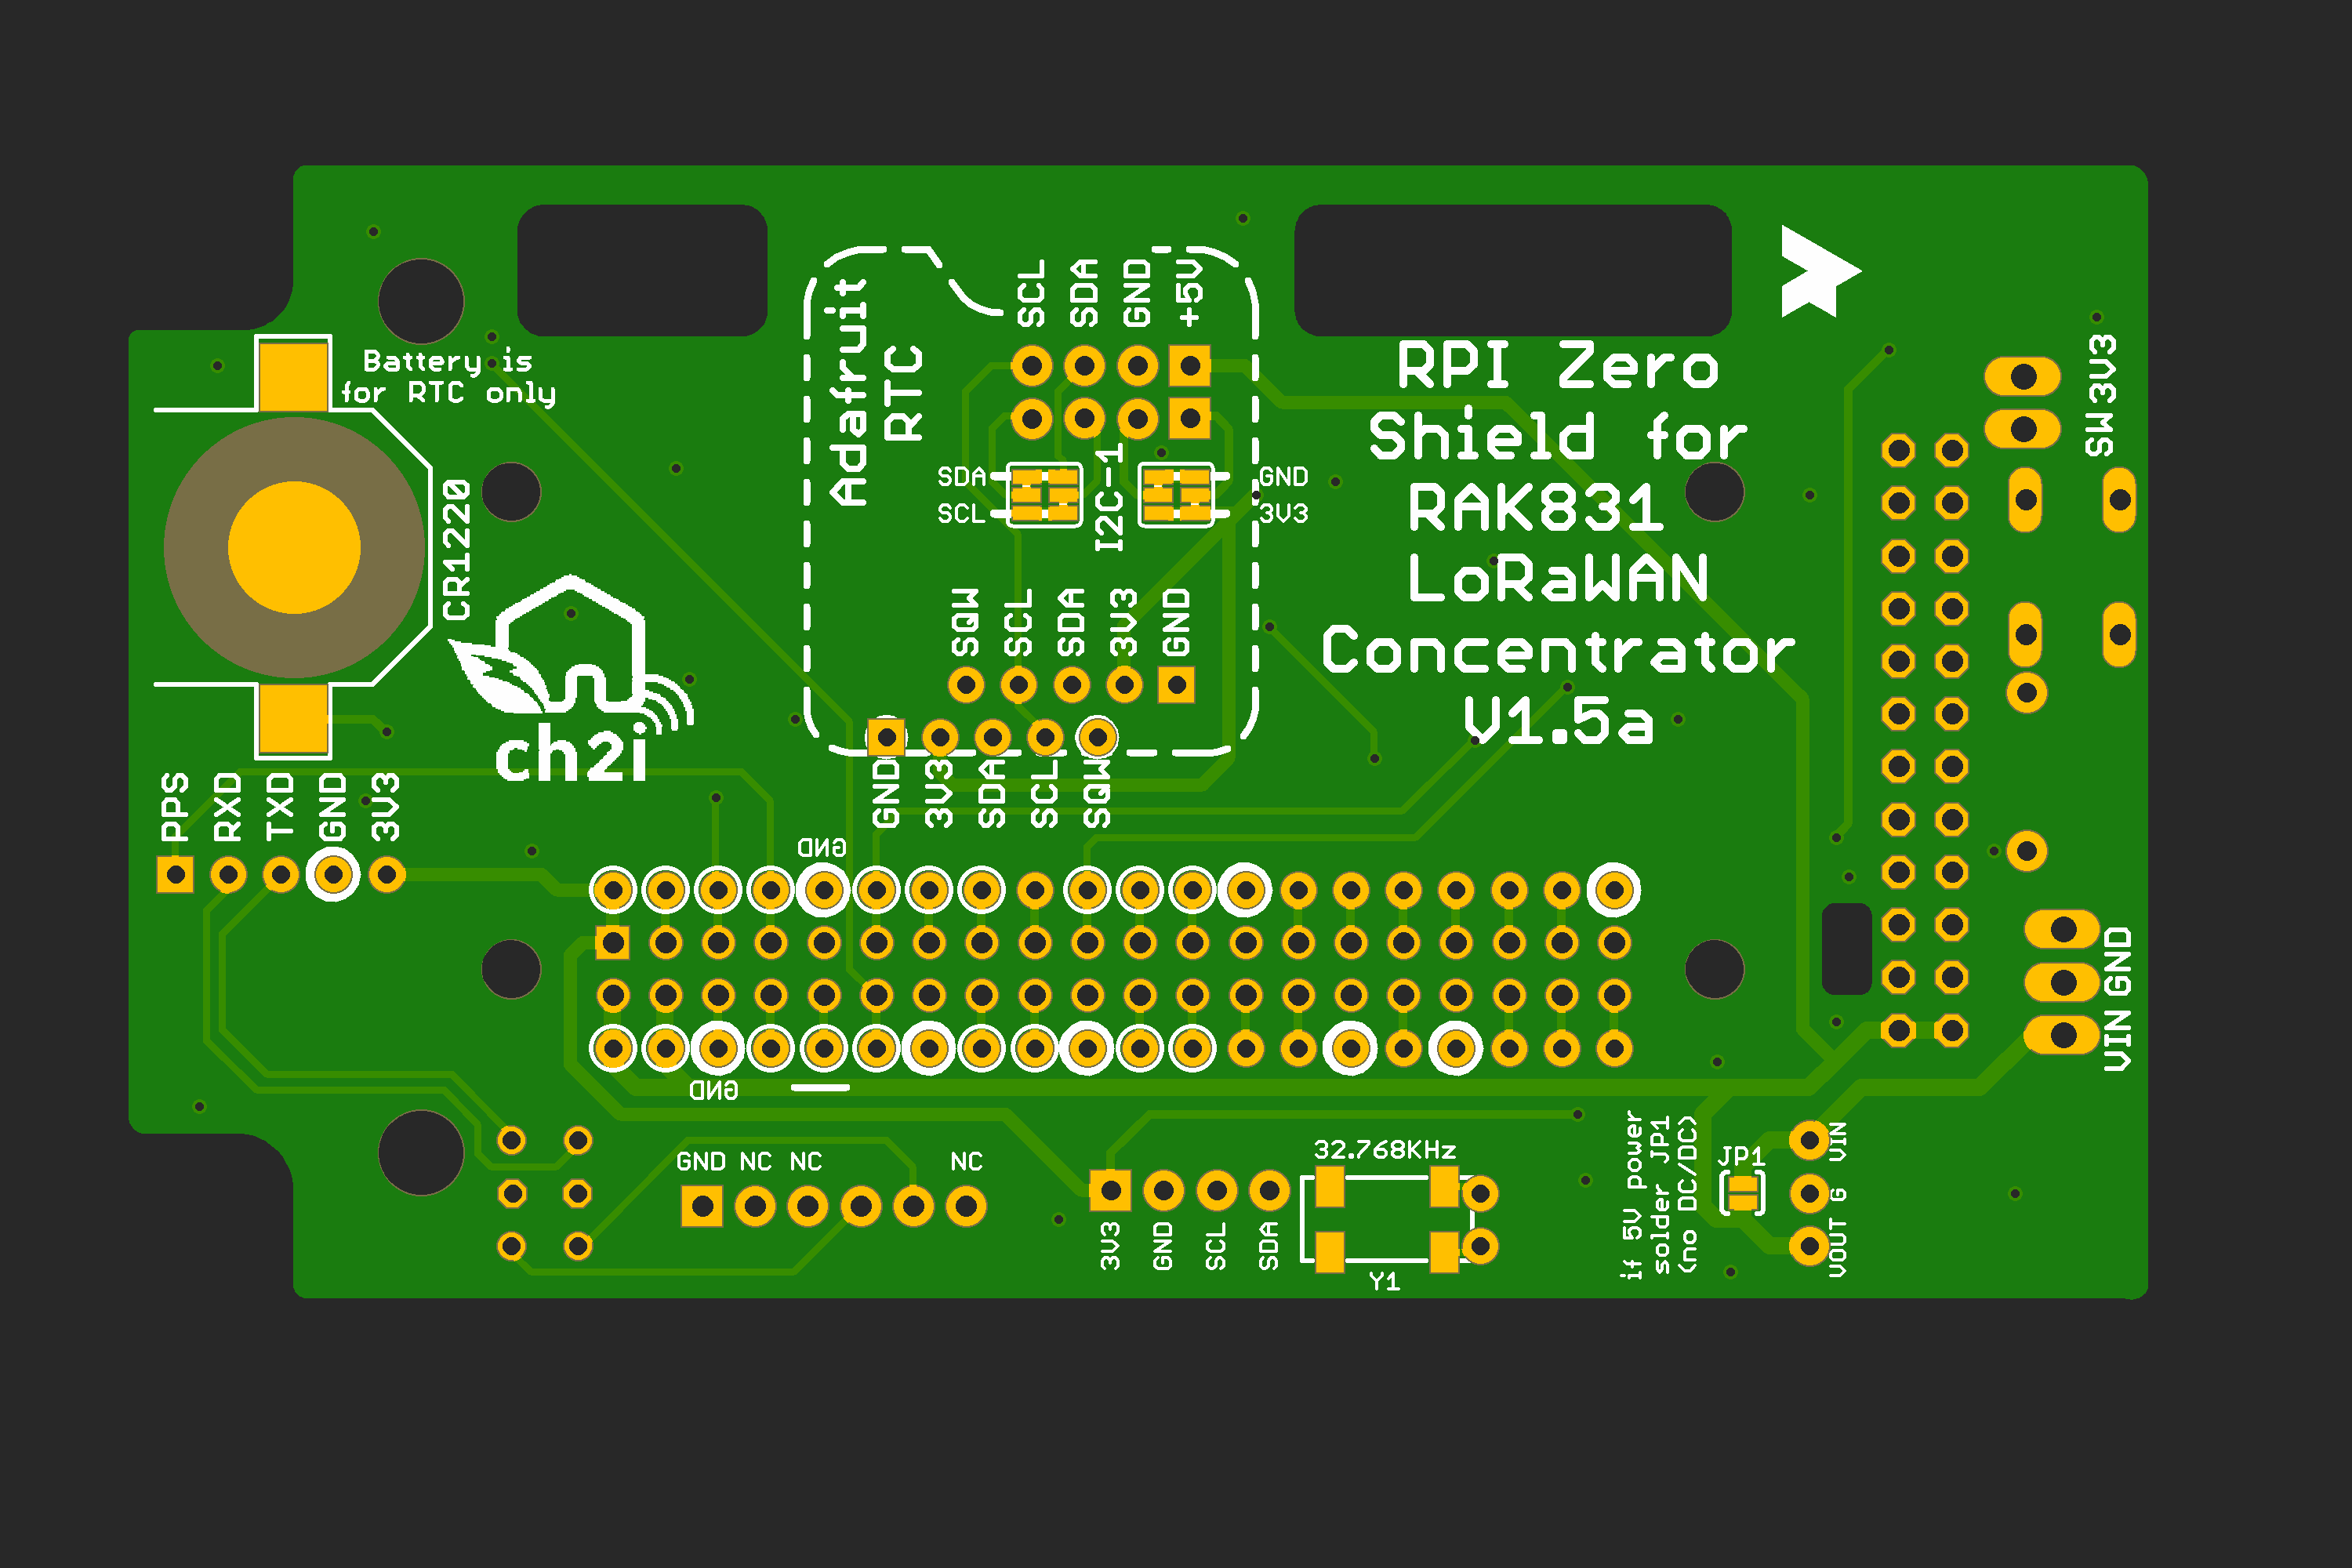 SCL
SDA
GND
+5V
Adafruit
RTC
Battery is
for RTC only
CR1220
RPI Zero
Shield for
RAK831
LoRaWAN
Concentrator
V1.5a
3V3
SW
SDA
SCL
I2C-1
GND
3V3
SQW
SCL
SDA
3V3
GND
ch2i
PPS
RXD
TXD
GND
3V3
GND
3V3
SDA
SCL
SQW
GND
GND
GND
VIN
GND
NC
NC
NC
3V3
GND
SCL
SDA
32.768KHz
Y1
if 5V power
solder JP1
(no DC/DC)
JP1
VIN
G
VOUT